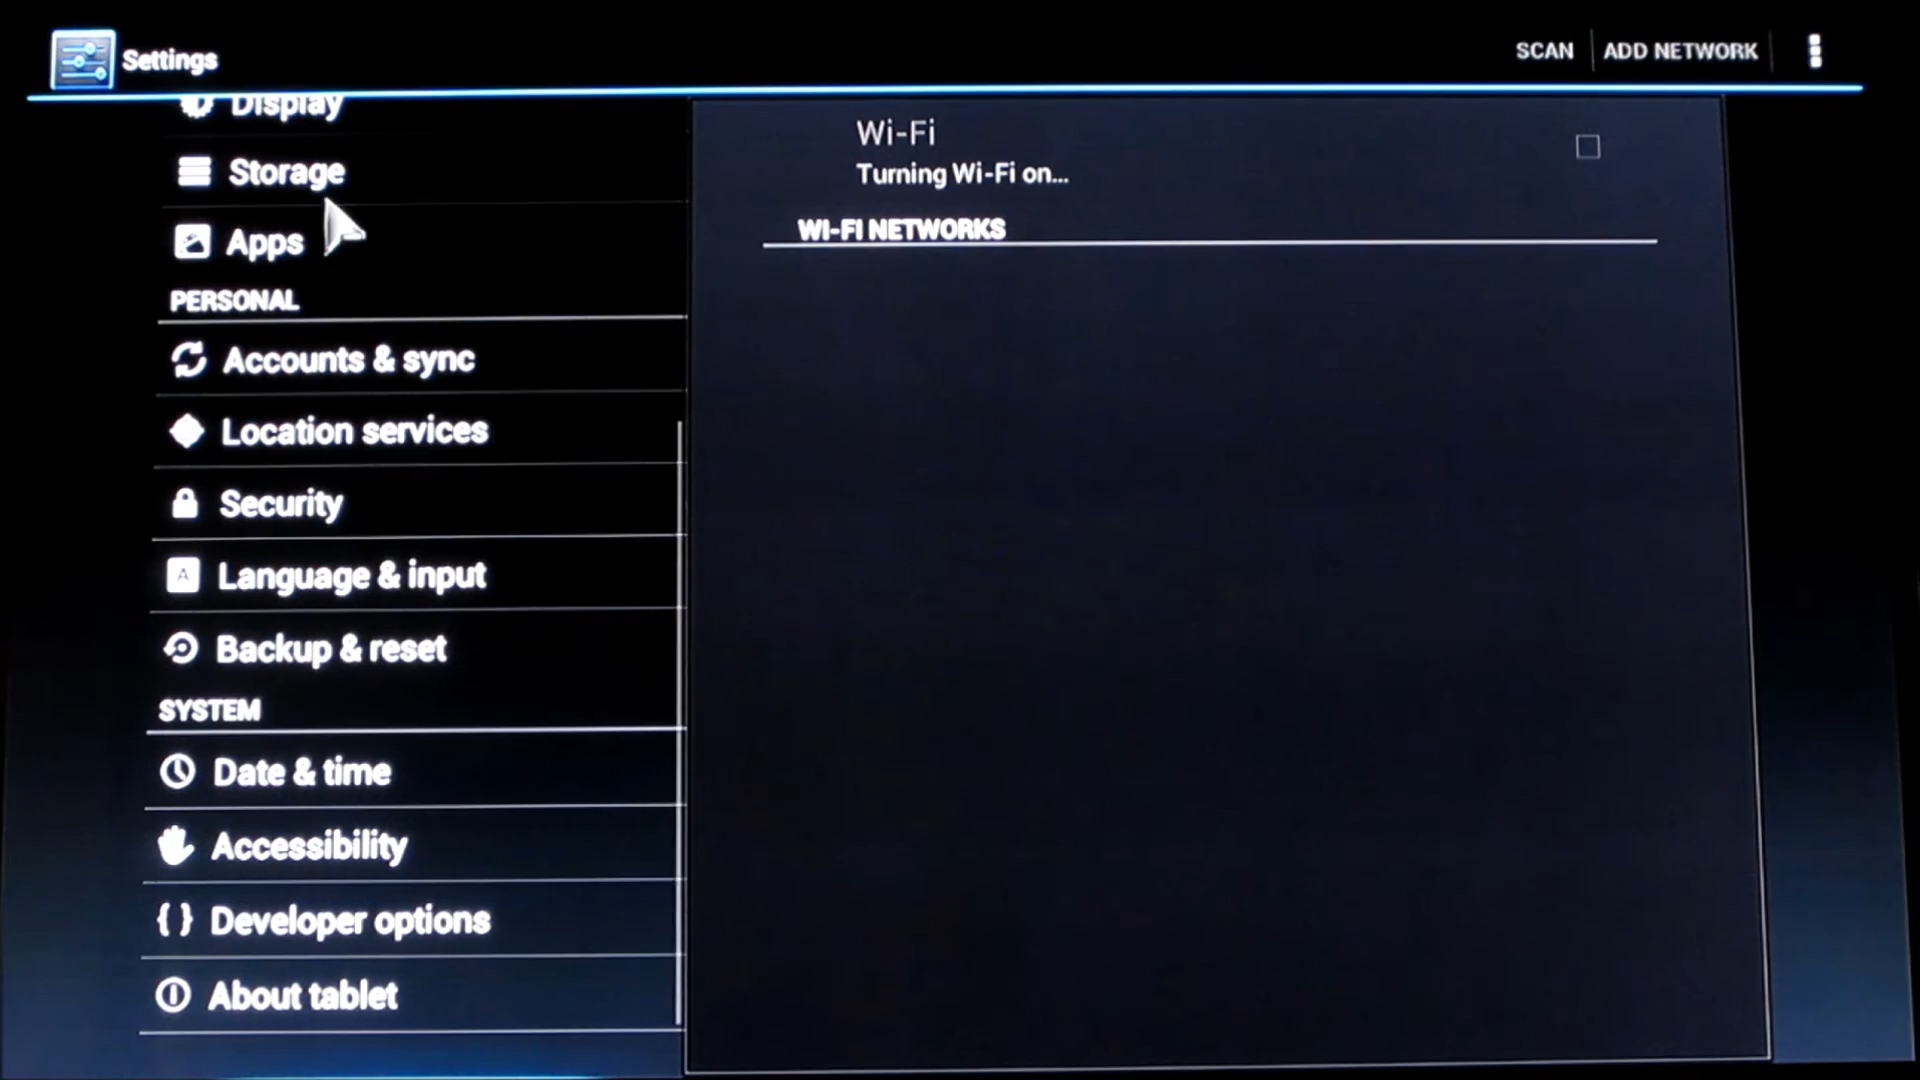 Settings
SCAN
ADD NETWORK
Display
Storage
Apps
PERSONAL
Accounts & sync
Location services
Security
A Language & input
Backup & reset
SYSTEM
Date & time
Accessibility
{ } Developer options
About tablet
Wi-Fi
Turning Wi-Fi on...
WI-FI NETWORKS